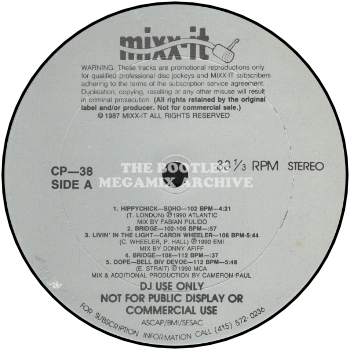 mixx-it
WARNING: These tracks are promotional reproductions only
for qualified professional disc jockeys and MIXX-IT subscribers
adhering to the terms of the subscription service agreement.
Duplication, copying, reselling or any other misuse will result
in criminal prosecution. (All rights retained by the original
label and/or producer. Not for commercial sale.)
©1987 MIXX-IT ALL RIGHTS RESERVED
CP—38
SIDE A
33 1/3 RPM STEREO
THE BOOTLEG
MEGAMIX ARCHIVE
1. HIPPYCHICK—SOHO—102 BPM—4:21
(T. LONDON) ℗1990 ATLANTIC
MIX BY FABIAN PULIDO
2. BRIDGE—102-106 BPM—:57
3. LIVIN' IN THE LIGHT—CARON WHEELER—106 BPM—5:44
(C. WHEELER, P. HALL) ℗1990 EMI
MIX BY DONNY AFIFF
4. BRIDGE—106-112 BPM—:37
5. DOPE—BELL BIV DEVOE—112 BPM—5:48
(E. STRAIT) ℗1990 MCA
MIX & ADDITIONAL PRODUCTION BY CAMERON PAUL
DJ USE ONLY
NOT FOR PUBLIC DISPLAY OR
COMMERCIAL USE
ASCAP/BMI/SESAC
FOR SUBSCRIPTION INFORMATION CALL (415) 572-0236